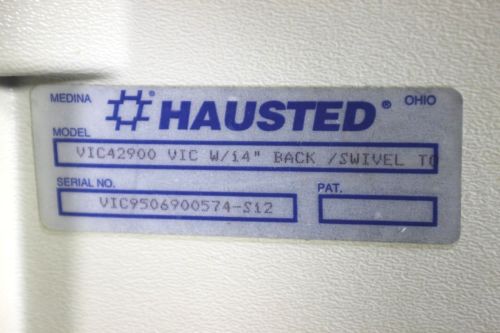 MEDINA HAUSTED® OHIO
MODEL
VIC42900 VIC W/14" BACK /SWIVEL TO
SERIAL NO. PAT.
VIC9506900574-S12